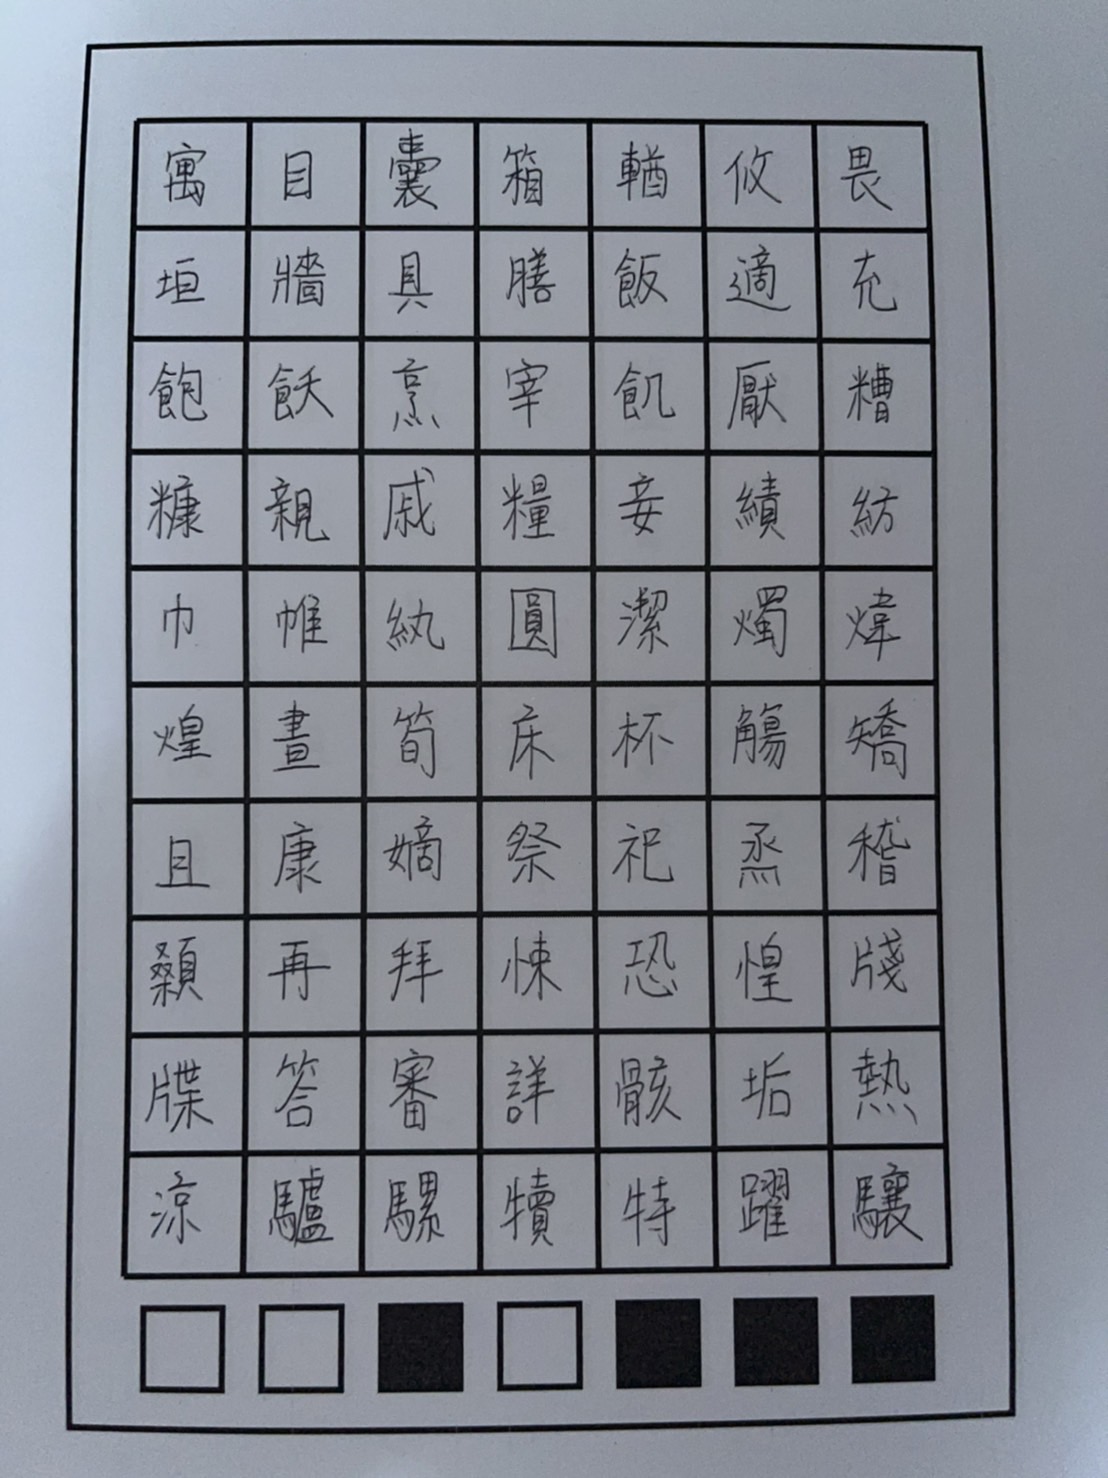 寓目囊箱輶攸畏
垣牆具膳飯適充
飽飫烹宰飢厭糟
糠親戚糧妾績紡
巾帷紈圓潔燭煒
煌晝筍床杯觴矯
且康嫡祭祀烝稽
顙再拜悚恐惶牋
牒答審詳骸垢熱
涼驢騾犢特躍驤